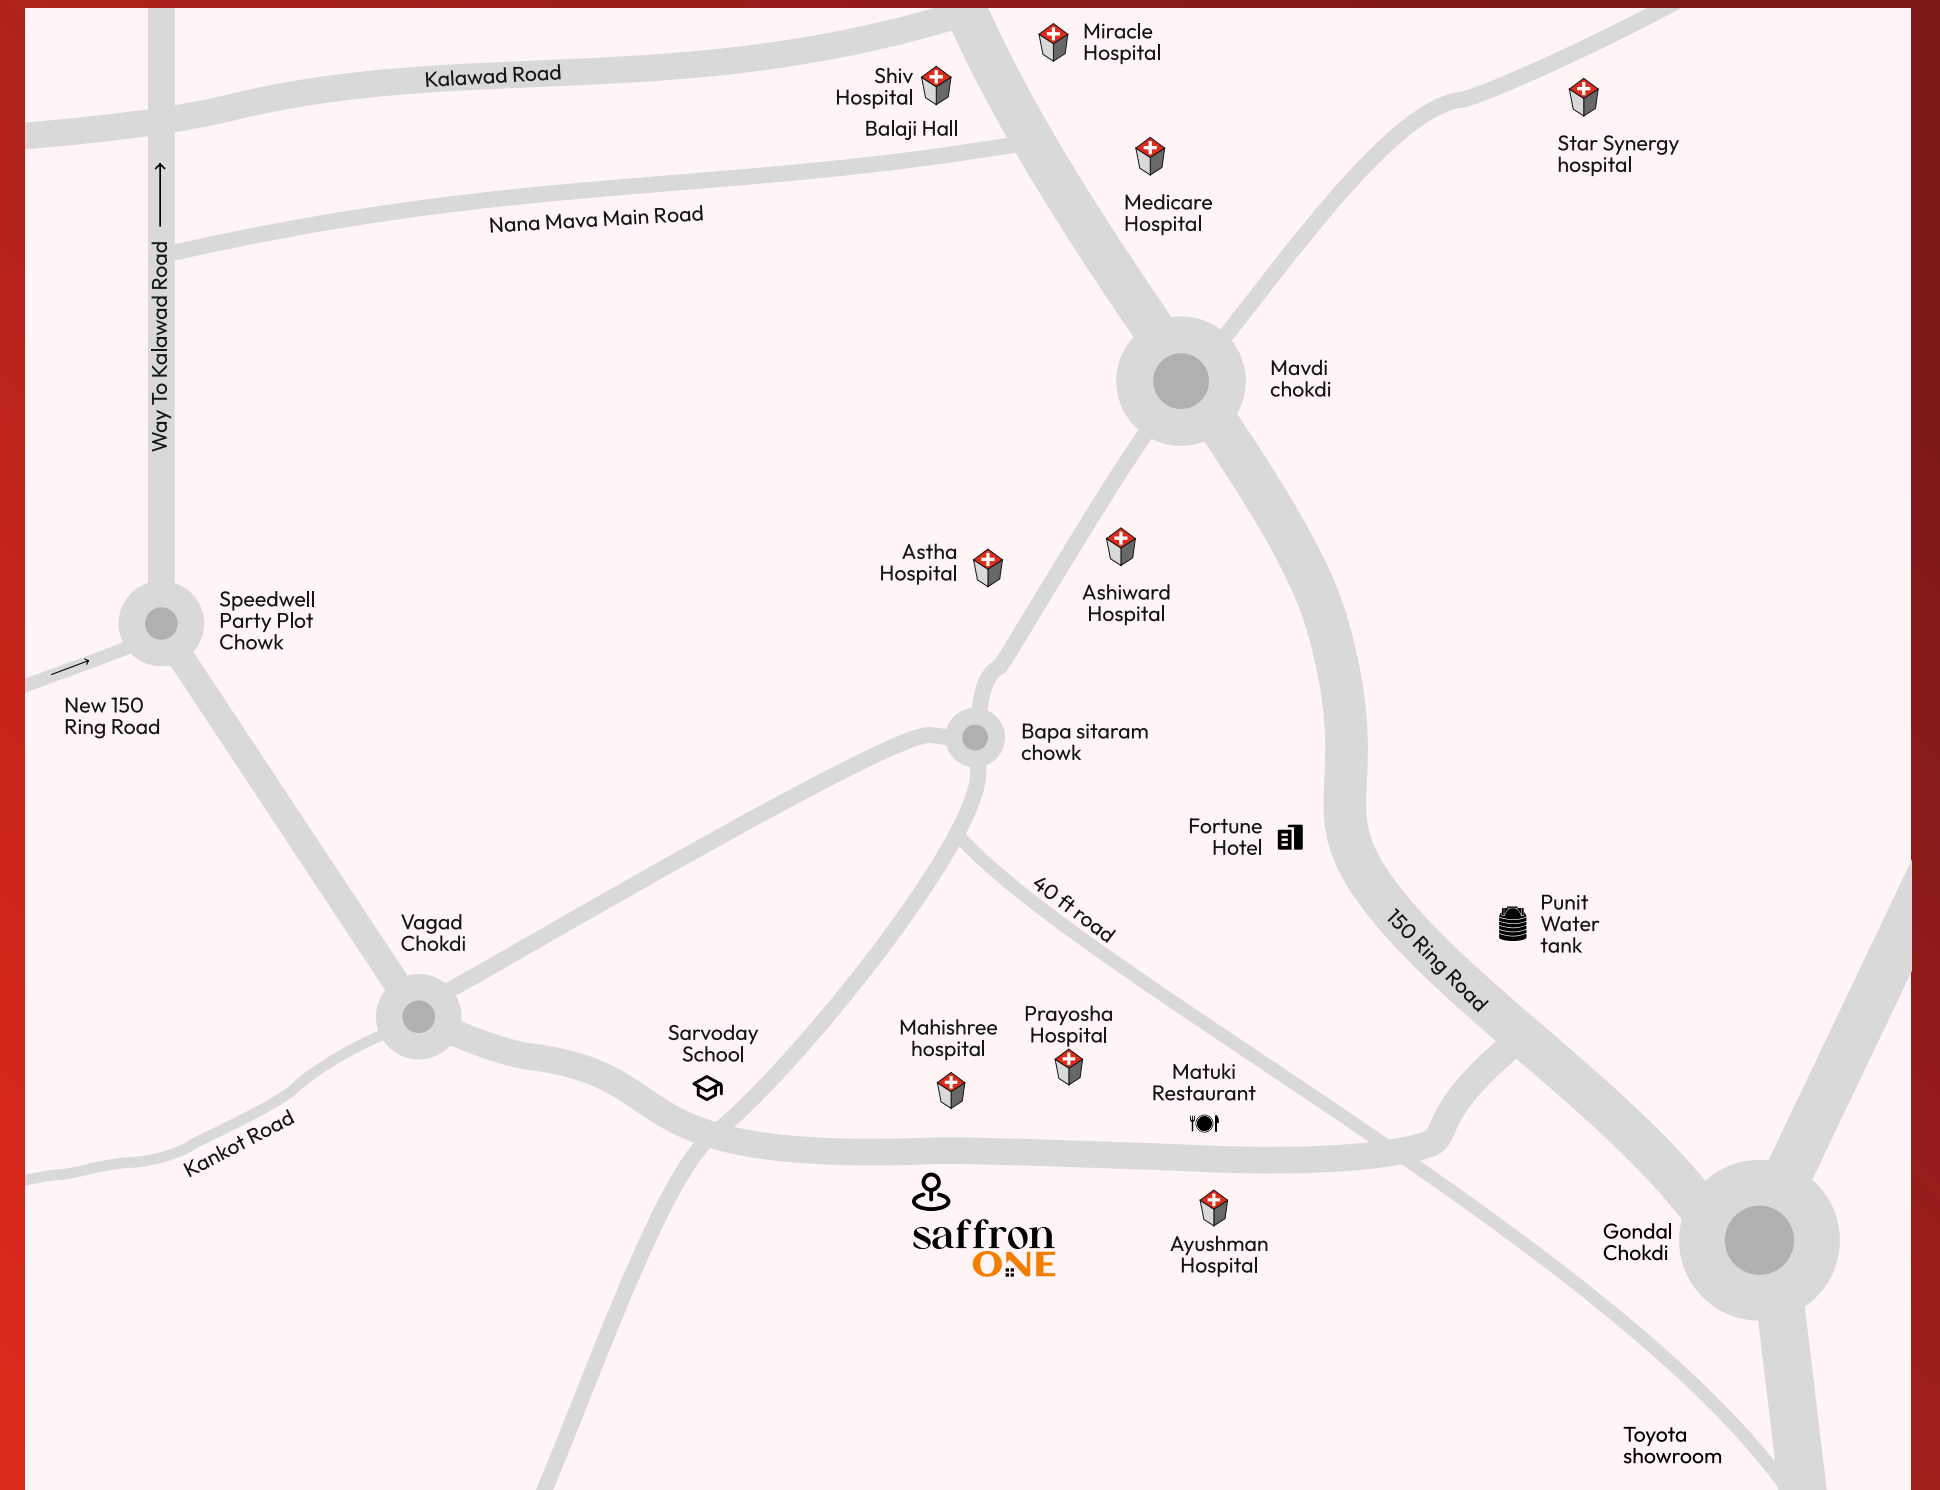 Miracle
Hospital
Kalawad Road
Shiv
Hospital
Balaji Hall
Star Synergy
hospital
Medicare
Hospital
Nana Mava Main Road
Way To Kalawad Road
Mavdi
chokdi
Astha
Hospital
Ashiward
Hospital
Speedwell
Party Plot
Chowk
New 150
Ring Road
Bapa sitaram
chowk
Fortune
Hotel
40 ft road
150 Ring Road
Punit
Water
tank
Vagad
Chokdi
Sarvoday
School
Mahishree
hospital
Prayosha
Hospital
Matuki
Restaurant
Kankot Road
saffron
ONE
Ayushman
Hospital
Gondal
Chokdi
Toyota
showroom